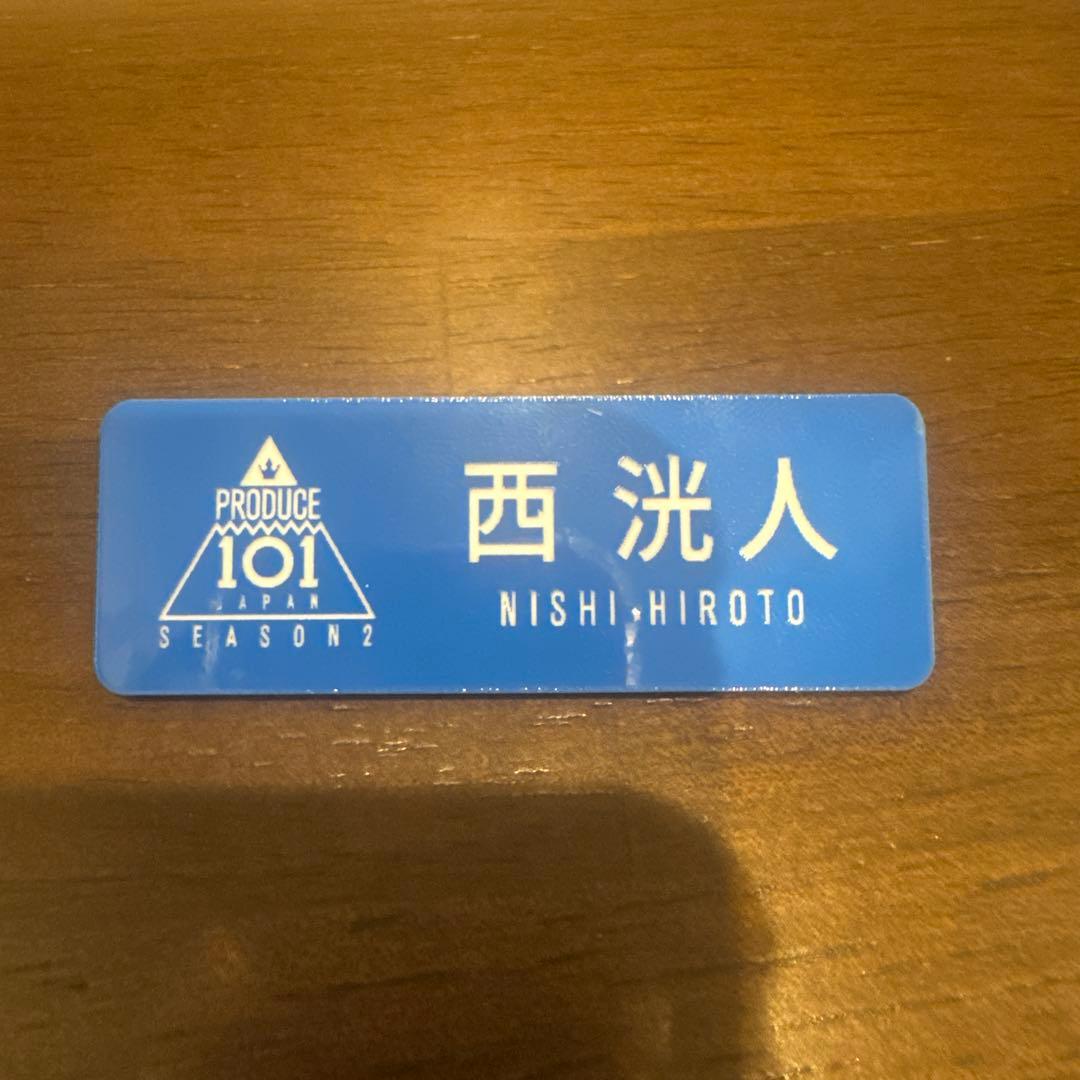 PRODUCE
101
JAPAN
SEASON2
西 洸人
NISHI HIROTO